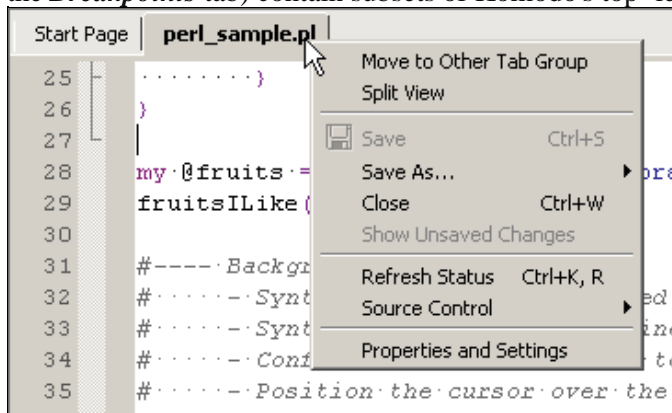 the Breakpoints tab) contain subsets of Komodo's top-le
Start Page perl_sample.pl
Move to Other Tab Group
Split View
Save Ctrl+S
Save As...
Close Ctrl+W
Show Unsaved Changes
Refresh Status Ctrl+K, R
Source Control
Properties and Settings
25 ········}
26 }
27
28 my·@fruits·=
29 fruitsILike(
30
31 #----·Backgr
32 #·····-·Synt
33 #·····-·Synt
34 #·····-·Conf
35 #·····-·Position·the·cursor·over·the